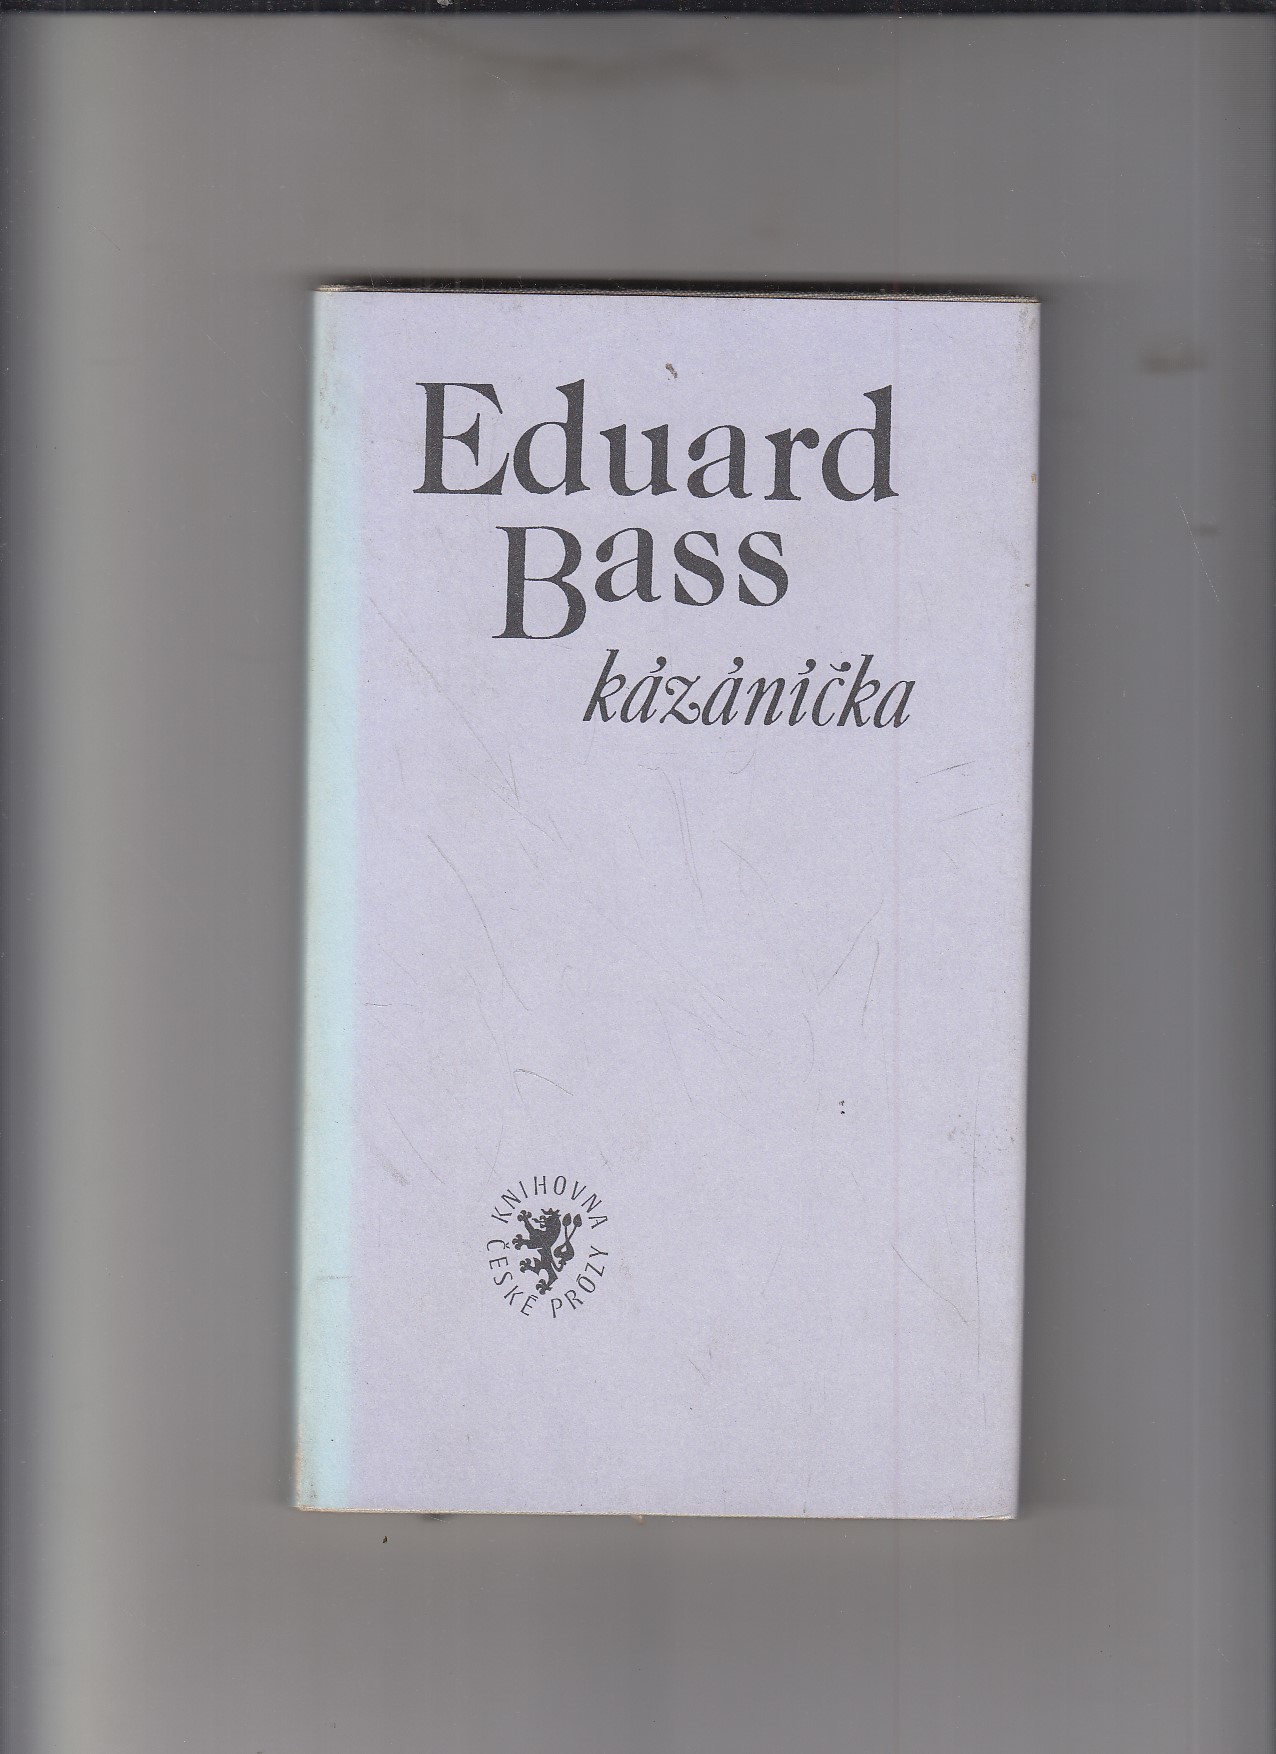 Eduard
Bass
kázáníčka
KNIHOVNA
ČESKÉ PRÓZY